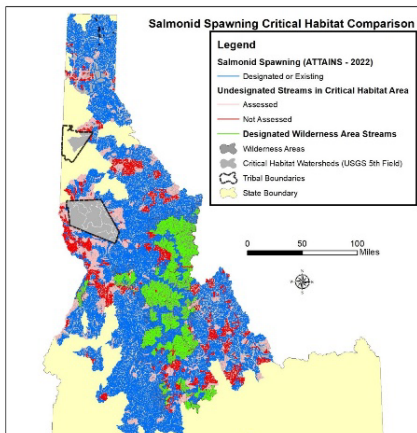 Salmonid Spawning Critical Habitat Comparison
Legend
Salmonid Spawning (ATTAINS - 2022)
Designated or Existing
Undesignated Streams in Critical Habitat Area
Assessed
Not Assessed
Designated Wilderness Area Streams
Wilderness Areas
Critical Habitat Watersheds (USGS 5th Field)
Tribal Boundaries
State Boundary
0 50 100
Miles